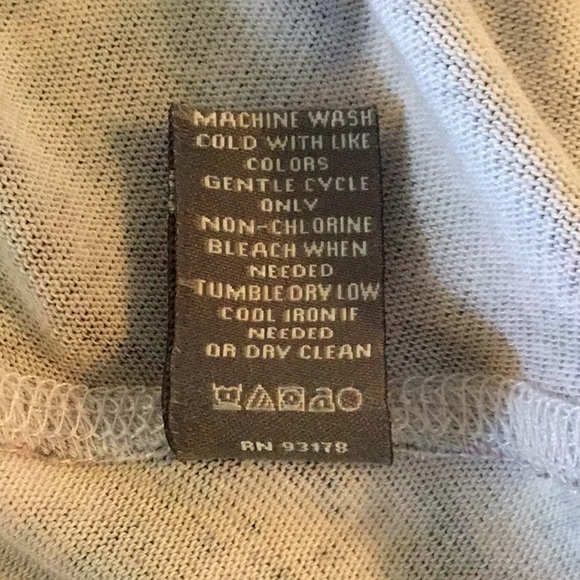 MACHINE WASH
COLD WITH LIKE
COLORS
GENTLE CYCLE
ONLY
NON-CHLORINE
BLEACH WHEN
NEEDED
TUMBLE DRY LOW
COOL IRON IF
NEEDED
OR DRY CLEAN
RN 93178